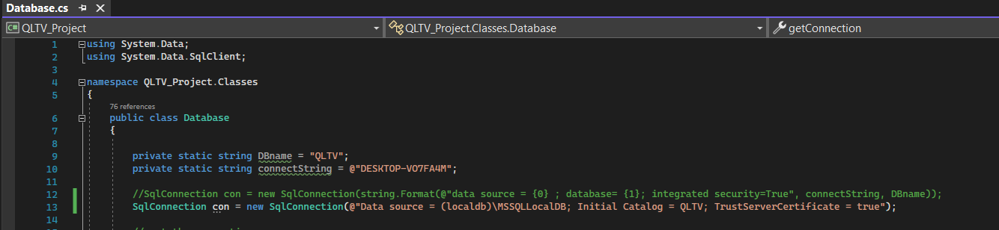 Database.cs
C# QLTV_Project
QLTV_Project.Classes.Database
getConnection
1 using System.Data;
2 using System.Data.SqlClient;
3
4 namespace QLTV_Project.Classes
5 {
76 references
6 public class Database
7 {
8
9 private static string DBname = "QLTV";
10 private static string connectString = @"DESKTOP-VO7FA4M";
11
12 //SqlConnection con = new SqlConnection(string.Format(@"data source = {0} ; database= {1}; integrated security=True", connectString, DBname));
13 SqlConnection con = new SqlConnection(@"Data source = (localdb)\MSSQLLocalDB; Initial Catalog = QLTV; TrustServerCertificate = true");
14